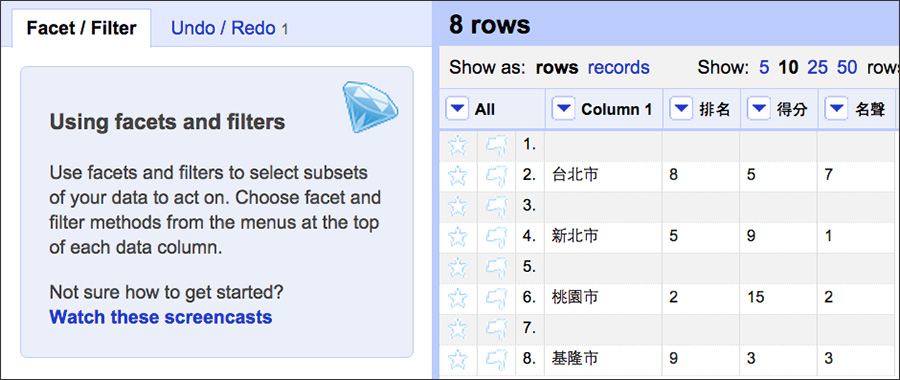 Facet / Filter
Undo / Redo 1
Using facets and filters
Use facets and filters to select subsets
of your data to act on. Choose facet and
filter methods from the menus at the top
of each data column.
Not sure how to get started?
Watch these screencasts
8 rows
Show as: rows records Show: 5 10 25 50 rows
All Column 1 排名 得分 名聲
1.
2. 台北市 8 5 7
3.
4. 新北市 5 9 1
5.
6. 桃園市 2 15 2
7.
8. 基隆市 9 3 3